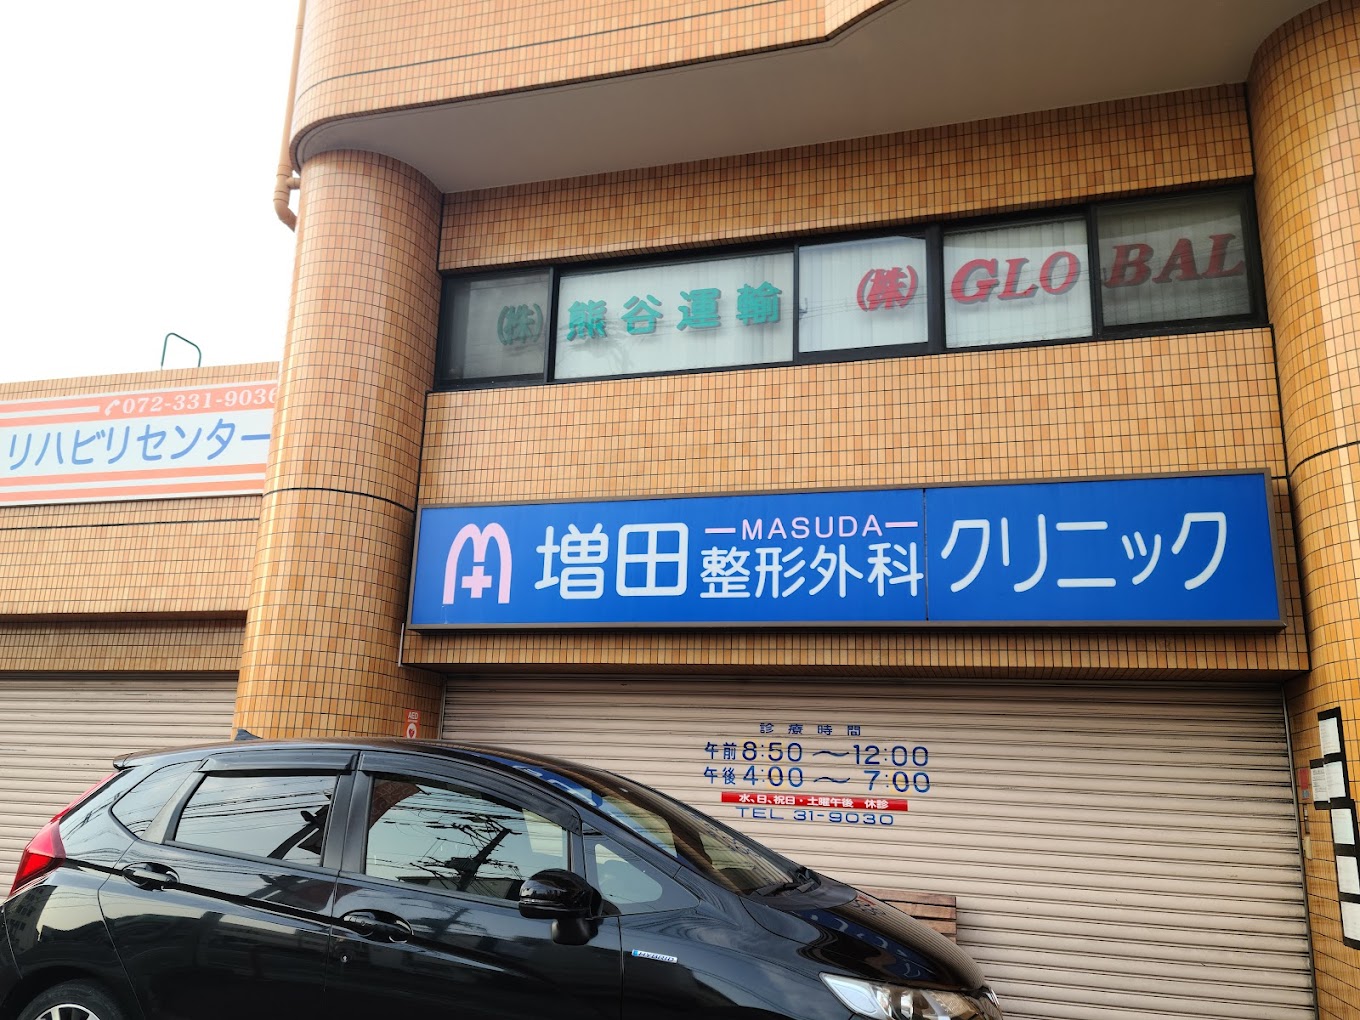 ㈱熊谷運輸
㈱GLOBAL
072-331-9036
リハビリセンター
増田
MASUDA
整形外科
クリニック
AED
診療時間
午前8:50～12:00
午後4:00～7:00
水、日、祝日・土曜午後 休診
TEL 31-9030
HYBRID